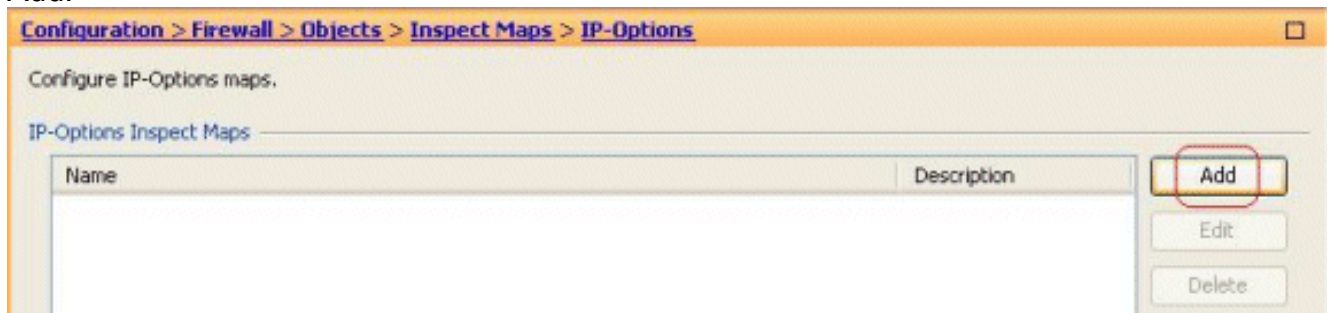 Add.
Configuration > Firewall > Objects > Inspect Maps > IP-Options
Configure IP-Options maps.
IP-Options Inspect Maps
Name Description Add
Edit
Delete